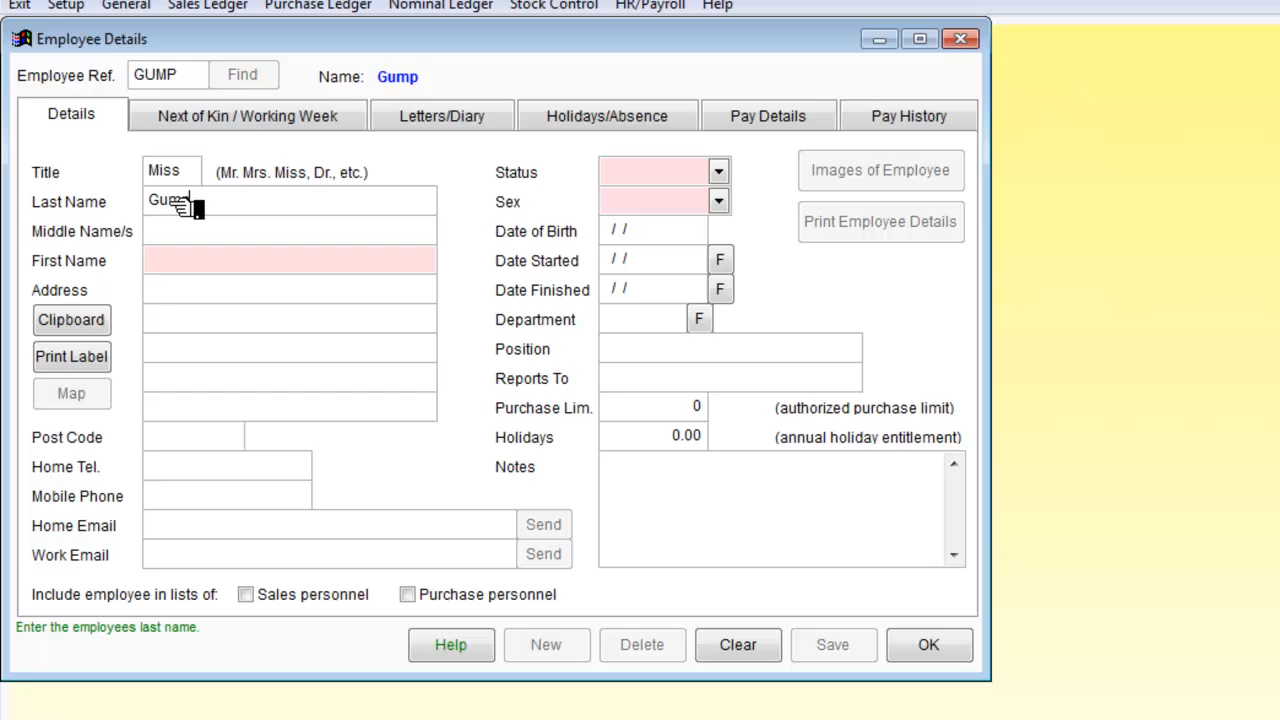 Exit Setup General Sales Ledger Purchase Ledger Nominal Ledger Stock Control HR/Payroll Help
Employee Details
Employee Ref. GUMP Find Name: Gump
Details Next of Kin / Working Week Letters/Diary Holidays/Absence Pay Details Pay History
Title Miss (Mr. Mrs. Miss, Dr., etc.) Status Images of Employee
Last Name Gump Sex Print Employee Details
Middle Name/s Date of Birth / /
First Name Date Started / / F
Address Date Finished / / F
Clipboard Department F
Print Label Position
Reports To
Map Purchase Lim. 0 (authorized purchase limit)
Post Code Holidays 0.00 (annual holiday entitlement)
Home Tel. Notes
Mobile Phone
Home Email Send
Work Email Send
Include employee in lists of: Sales personnel Purchase personnel
Enter the employees last name.
Help New Delete Clear Save OK